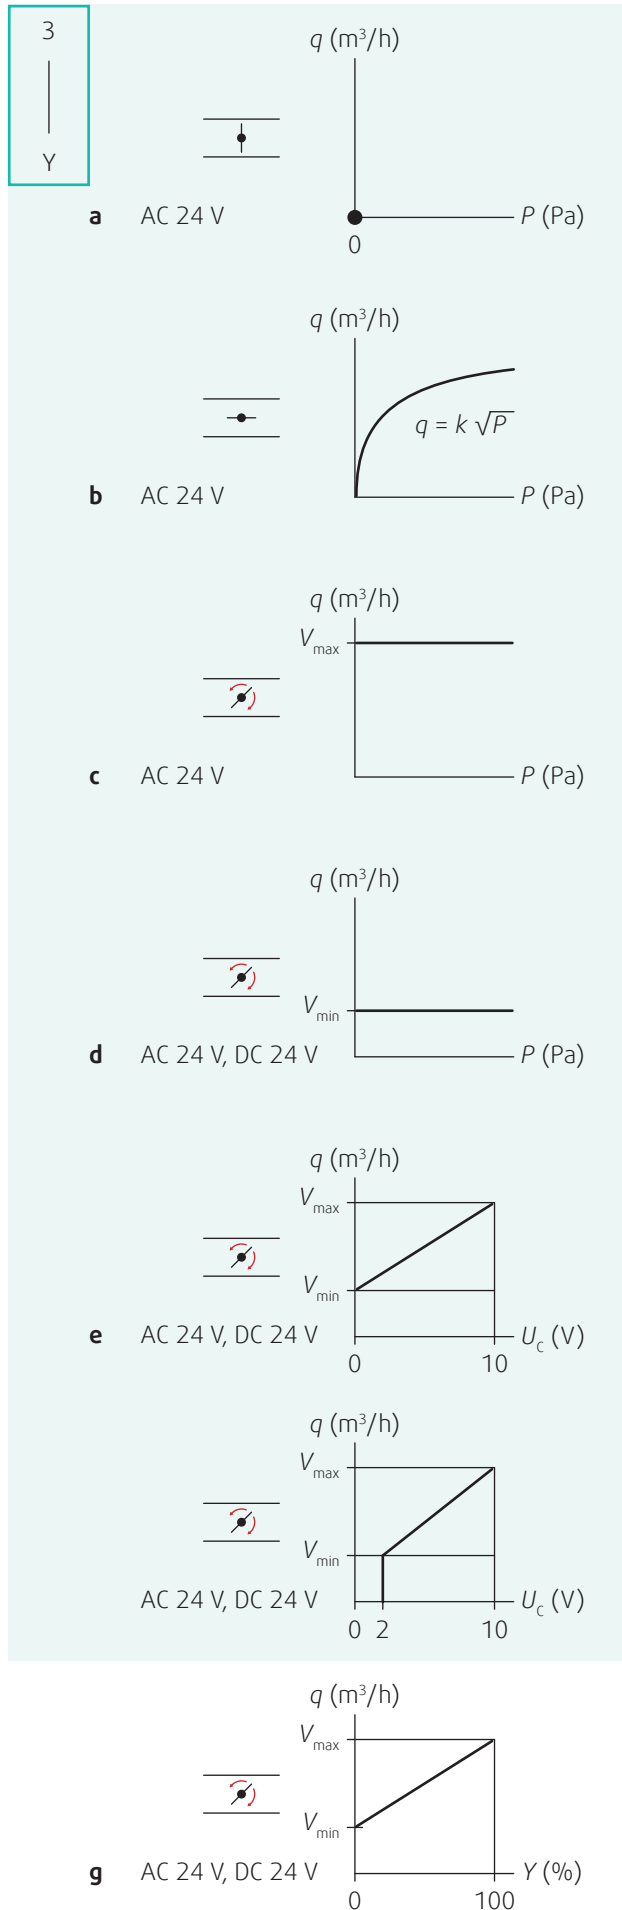 3
Y
q (m³/h)
a AC 24 V
P (Pa)
0
q (m³/h)
q = k √P
b AC 24 V
P (Pa)
q (m³/h)
Vmax
c AC 24 V
P (Pa)
q (m³/h)
Vmin
d AC 24 V, DC 24 V
P (Pa)
q (m³/h)
Vmax
Vmin
e AC 24 V, DC 24 V
UC (V)
0 10
q (m³/h)
Vmax
Vmin
AC 24 V, DC 24 V
UC (V)
0 2 10
q (m³/h)
Vmax
Vmin
g AC 24 V, DC 24 V
Y (%)
0 100